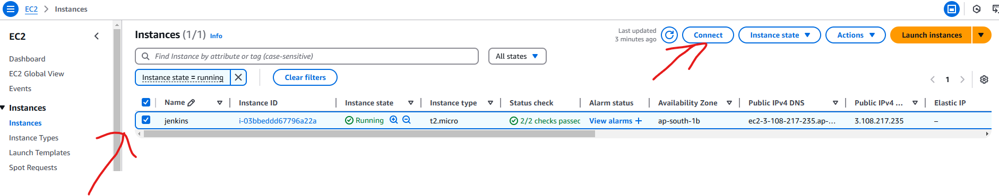 EC2 > Instances
EC2
Dashboard
EC2 Global View
Events
Instances
Instances
Instance Types
Launch Templates
Spot Requests
Instances (1/1) Info
Last updated
3 minutes ago
Connect
Instance state
Actions
Launch instances
Find Instance by attribute or tag (case-sensitive)
All states
Instance state = running
Clear filters
1
Name Instance ID Instance state Instance type Status check Alarm status Availability Zone Public IPv4 DNS Public IPv4 ... Elastic IP
jenkins i-03bbeddd67796a22a Running t2.micro 2/2 checks passec View alarms + ap-south-1b ec2-3-108-217-235.ap-... 3.108.217.235 –